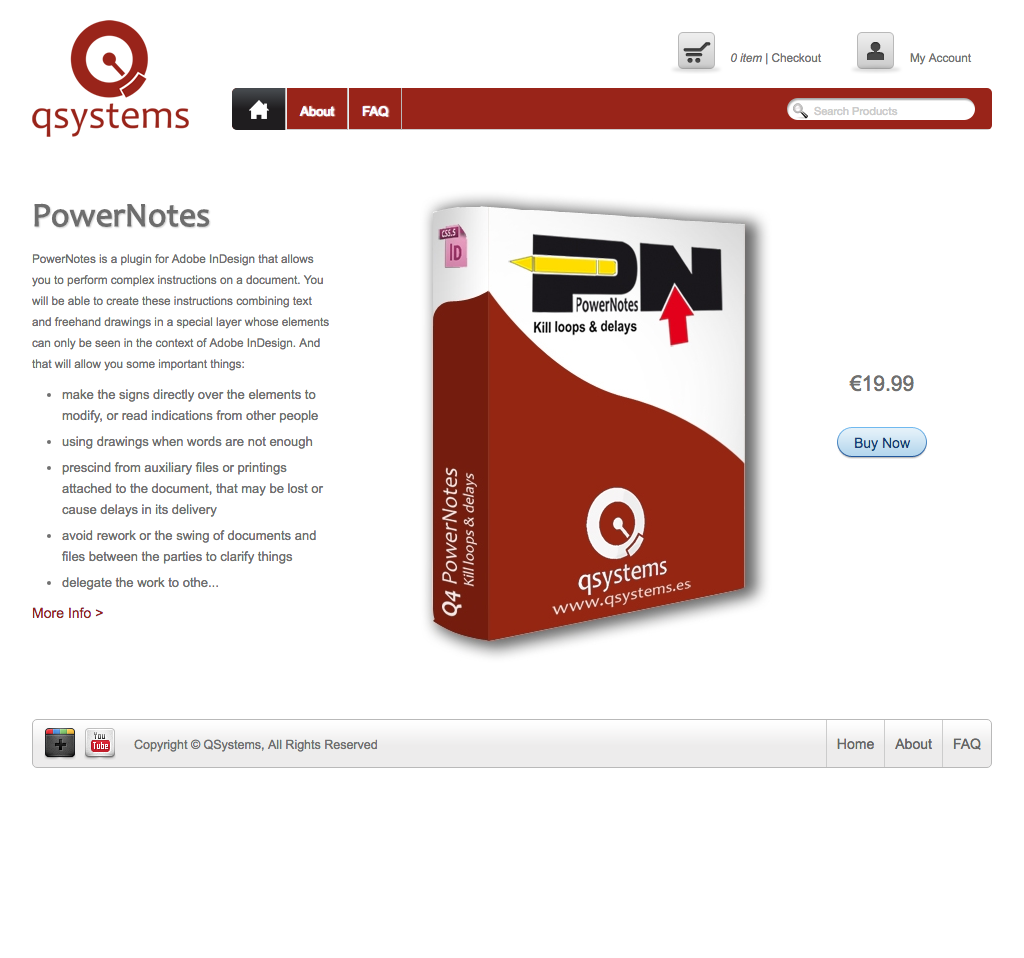 qsystems
0 item | Checkout
My Account
About
FAQ
Search Products
PowerNotes
PowerNotes is a plugin for Adobe InDesign that allows
you to perform complex instructions on a document. You
will be able to create these instructions combining text
and freehand drawings in a special layer whose elements
can only be seen in the context of Adobe InDesign. And
that will allow you some important things:
• make the signs directly over the elements to
modify, or read indications from other people
• using drawings when words are not enough
• prescind from auxiliary files or printings
attached to the document, that may be lost or
cause delays in its delivery
• avoid rework or the swing of documents and
files between the parties to clarify things
• delegate the work to othe...
More Info >
CS5.5
ID
PN
PowerNotes
Kill loops & delays
Q4 PowerNotes
Kill loops & delays
qsystems
www.qsystems.es
€19.99
Buy Now
You
Tube
Copyright © QSystems, All Rights Reserved
Home
About
FAQ